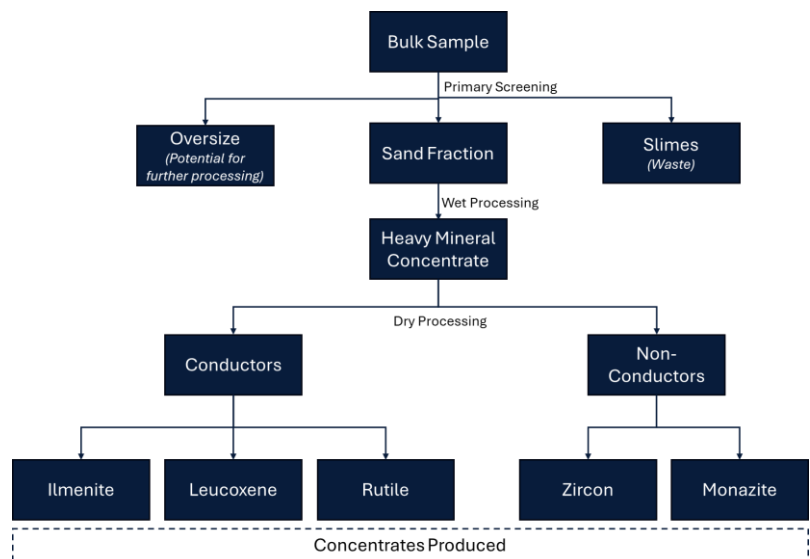 Bulk Sample
Primary Screening
Oversize
(Potential for
further processing)
Sand Fraction
Slimes
(Waste)
Wet Processing
Heavy Mineral
Concentrate
Dry Processing
Conductors
Non-
Conductors
Ilmenite
Leucoxene
Rutile
Zircon
Monazite
Concentrates Produced